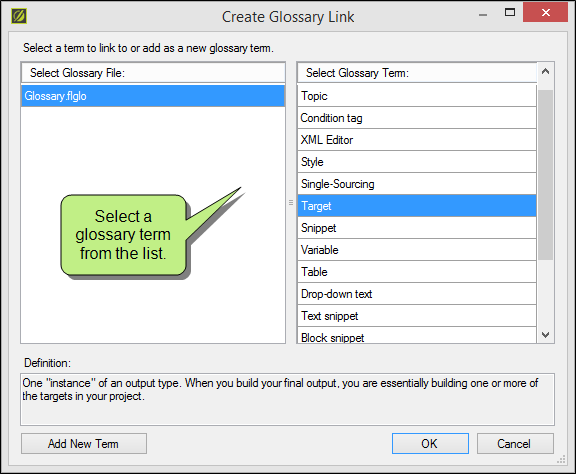 Create Glossary Link
Select a term to link to or add as a new glossary term.
Select Glossary File:
Glossary.flglo
Select a
glossary term
from the list.
Select Glossary Term:
Topic
Condition tag
XML Editor
Style
Single-Sourcing
Target
Snippet
Variable
Table
Drop-down text
Text snippet
Block snippet
Definition:
One "instance" of an output type. When you build your final output, you are essentially building one or more of
the targets in your project.
Add New Term
OK
Cancel